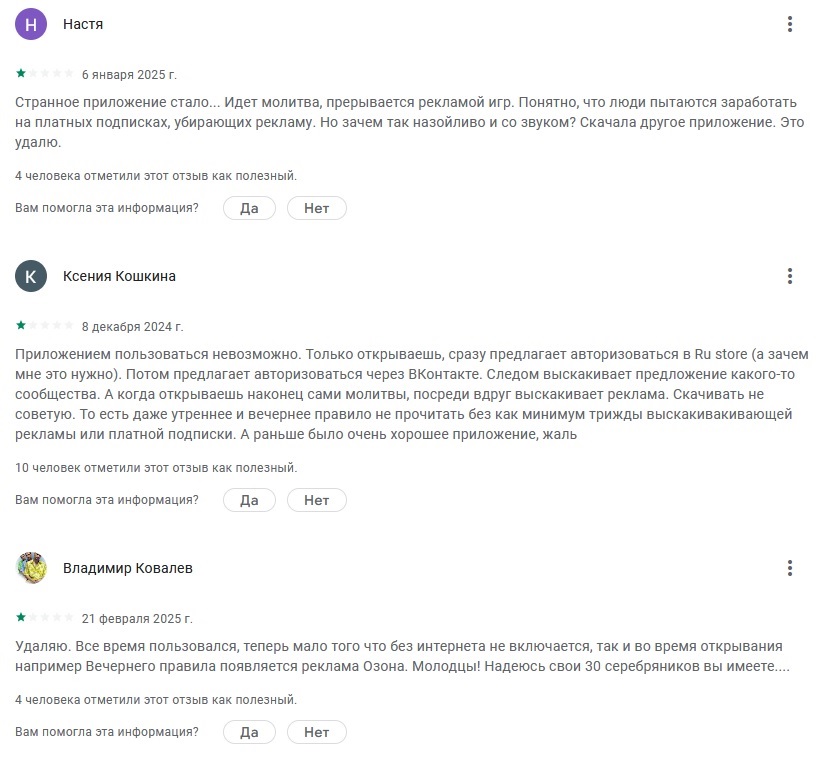 Н Настя
6 января 2025 г.
Странное приложение стало... Идет молитва, прерывается рекламой игр. Понятно, что люди пытаются заработать
на платных подписках, убирающих рекламу. Но зачем так назойливо и со звуком? Скачала другое приложение. Это
удалю.
4 человека отметили этот отзыв как полезный.
Вам помогла эта информация? Да Нет
К Ксения Кошкина
8 декабря 2024 г.
Приложением пользоваться невозможно. Только открываешь, сразу предлагает авторизоваться в Ru store (а зачем
мне это нужно). Потом предлагает авторизоваться через ВКонтакте. Следом выскакивает предложение какого-то
сообщества. А когда открываешь наконец сами молитвы, посреди вдруг выскакивает реклама. Скачивать не
советую. То есть даже утреннее и вечернее правило не прочитать без как минимум трижды выскакивакивающей
рекламы или платной подписки. А раньше было очень хорошее приложение, жаль
10 человек отметили этот отзыв как полезный.
Вам помогла эта информация? Да Нет
Владимир Ковалев
21 февраля 2025 г.
Удаляю. Все время пользовался, теперь мало того что без интернета не включается, так и во время открывания
например Вечернего правила появляется реклама Озона. Молодцы! Надеюсь свои 30 серебряников вы имеете....
4 человека отметили этот отзыв как полезный.
Вам помогла эта информация? Да Нет